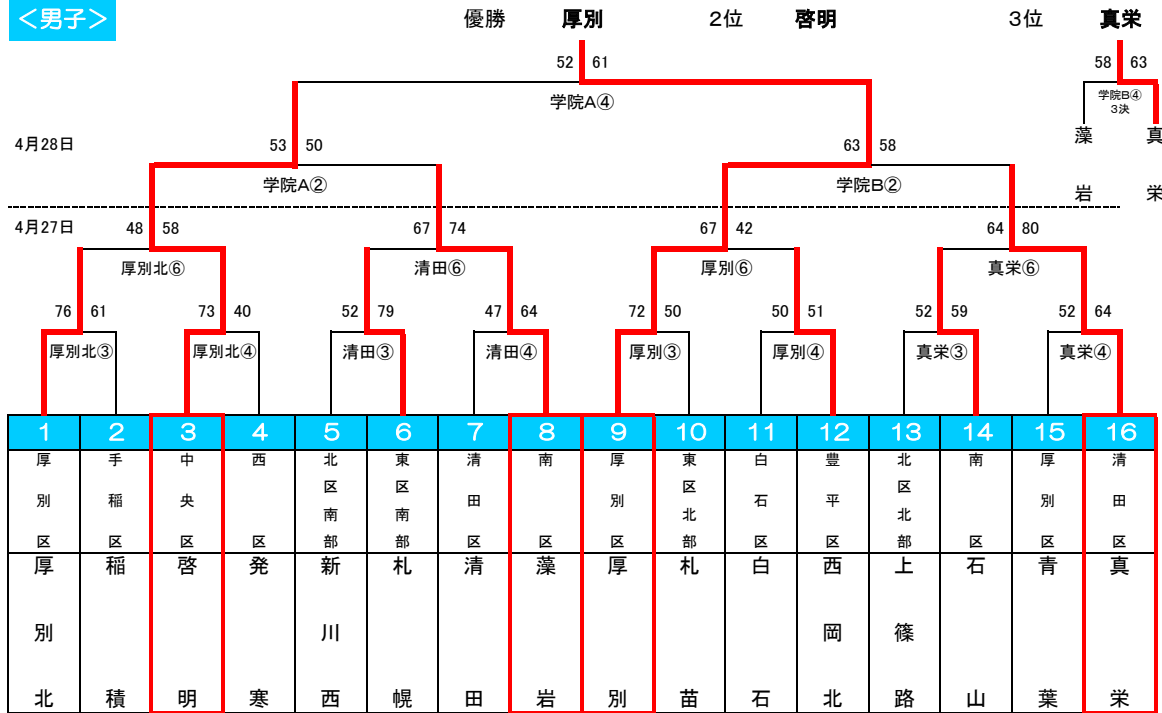 <男子>
優勝 厚別 2位 啓明 3位 真栄
52 61 58 63
学院A④ 学院B④
3決
藻岩 真栄
4月28日 53 50 63 58
学院A② 学院B②
4月27日 48 58 67 74 67 42 64 80
厚別北⑥ 清田⑥ 厚別⑥ 真栄⑥
76 61 73 40 52 79 47 64 72 50 50 51 52 59 52 64
厚別北③ 厚別北④ 清田③ 清田④ 厚別③ 厚別④ 真栄③ 真栄④
1 2 3 4 5 6 7 8 9 10 11 12 13 14 15 16
厚別区 手稲区 中央区 西区 北区南部 東区南部 清田区 南区 厚別区 東区北部 白石区 豊平区 北区北部 南区 厚別区 清田区
厚別北 稲積 啓明 発寒 新川西 札幌 清田 藻岩 厚別 札苗 白石 西岡北 上篠路 石山 青葉 真栄